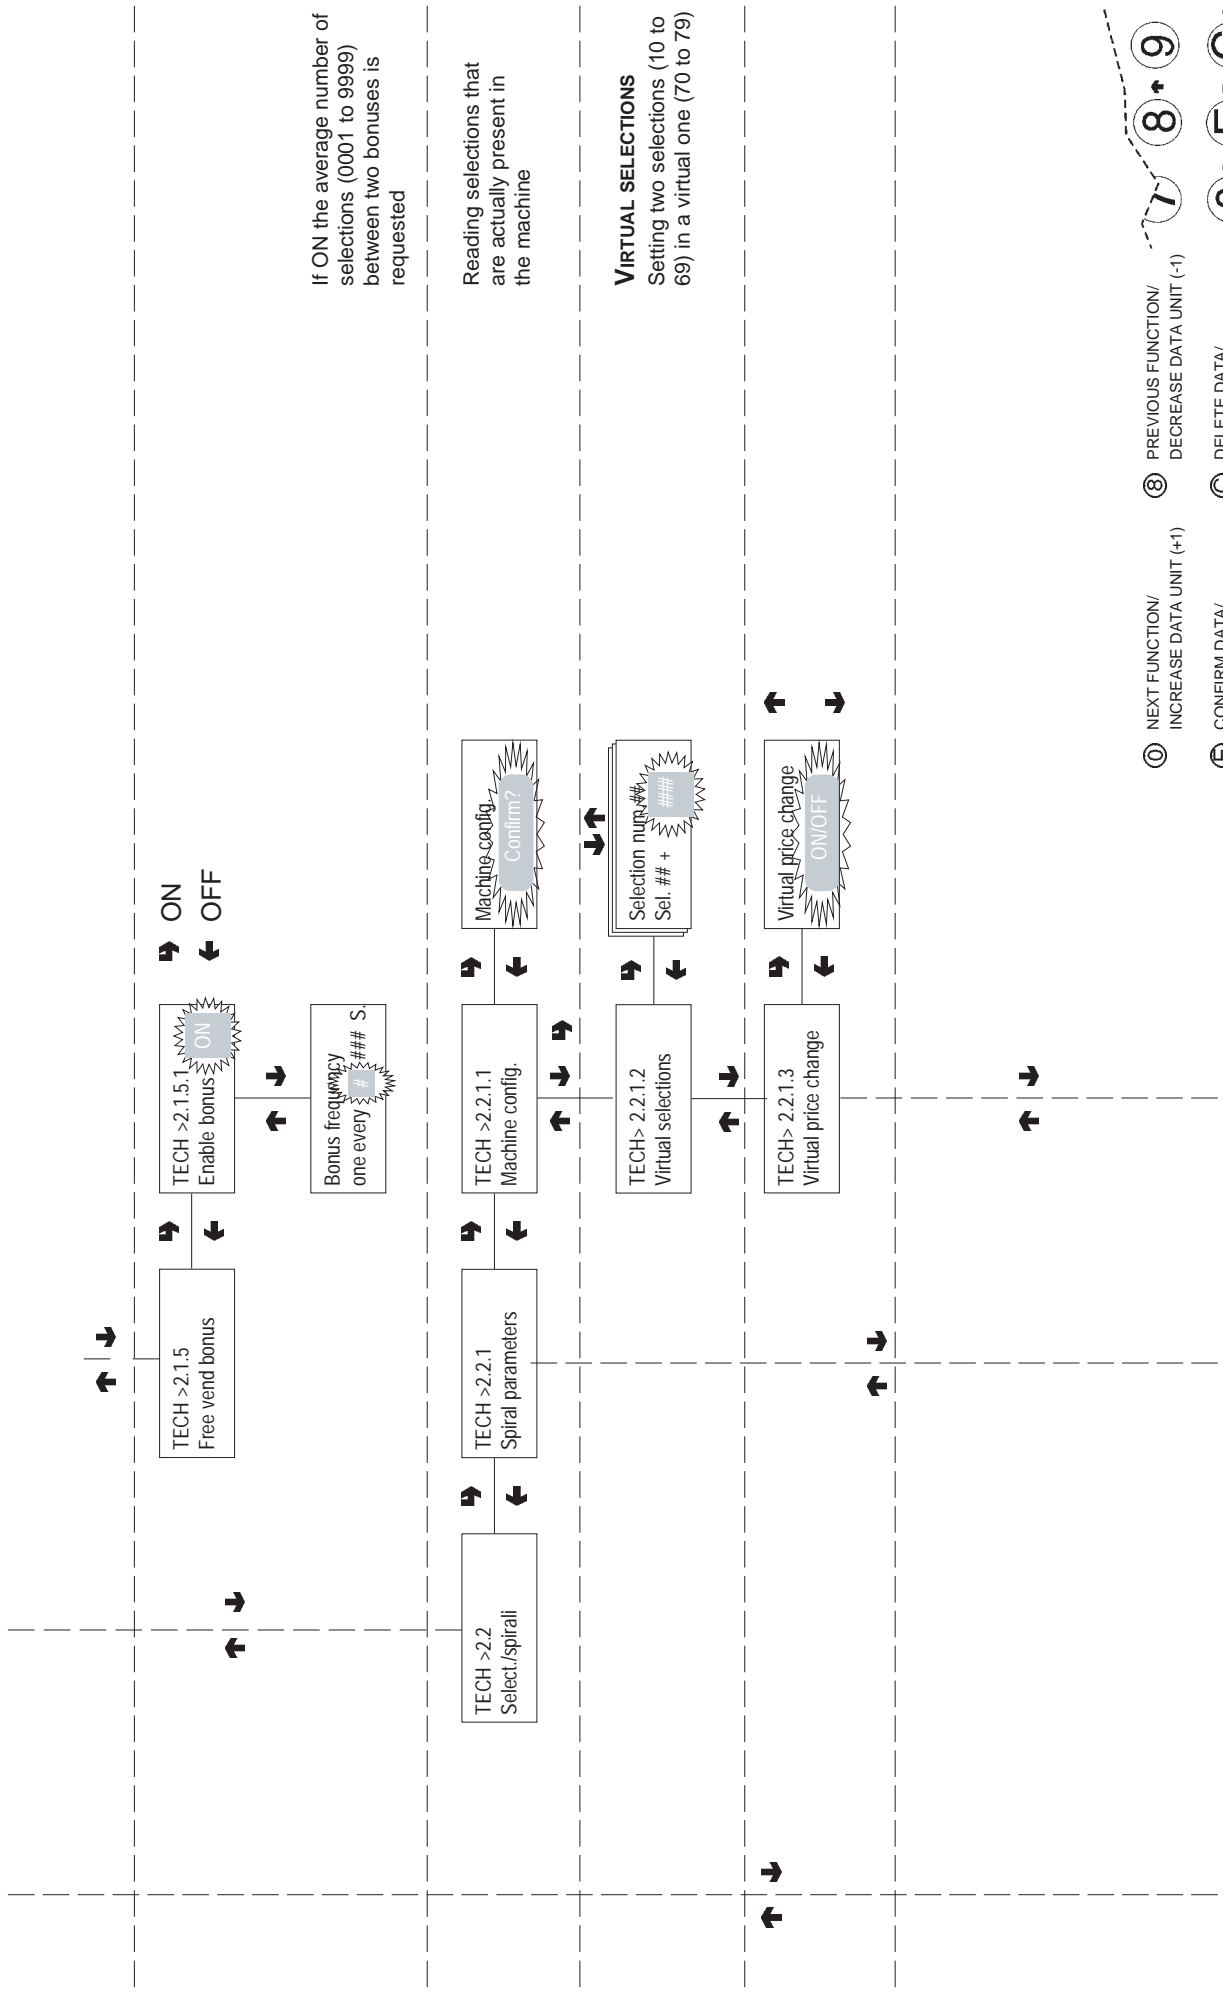 If ON the average number of
selections (0001 to 9999)
between two bonuses is
requested
TECH >2.1.5
Free vend bonus
TECH >2.1.5.1
Enable bonus ON
ON
OFF
Bonus frequency
one every # ### S.
Reading selections that
are actually present in
the machine
TECH >2.2
Select./spirali
TECH >2.2.1
Spiral parameters
TECH >2.2.1.1
Machine config.
Machine config.
Confirm?
VIRTUAL SELECTIONS
Setting two selections (10 to
69) in a virtual one (70 to 79)
TECH> 2.2.1.2
Virtual selections
Selection num.##
Sel. ## + ####
TECH> 2.2.1.3
Virtual price change
Virtual price change
ON/OFF
0 NEXT FUNCTION/
INCREASE DATA UNIT (+1)
8 PREVIOUS FUNCTION/
DECREASE DATA UNIT (-1)
7 8 9
E CONFIRM DATA/
C DELETE DATA/